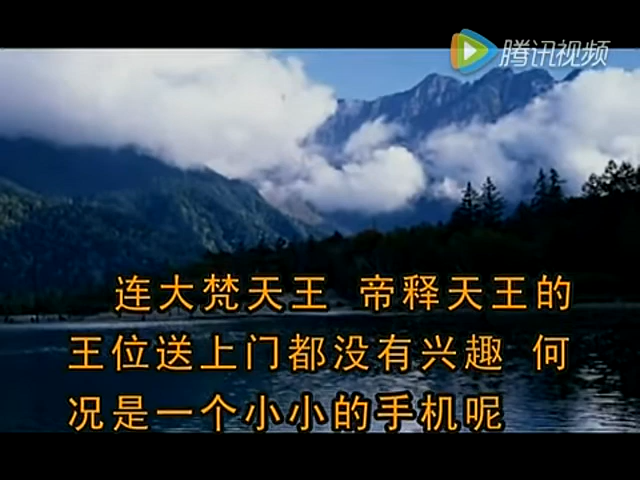 腾讯视频
连大梵天王 帝释天王的
王位送上门都没有兴趣 何
况是一个小小的手机呢